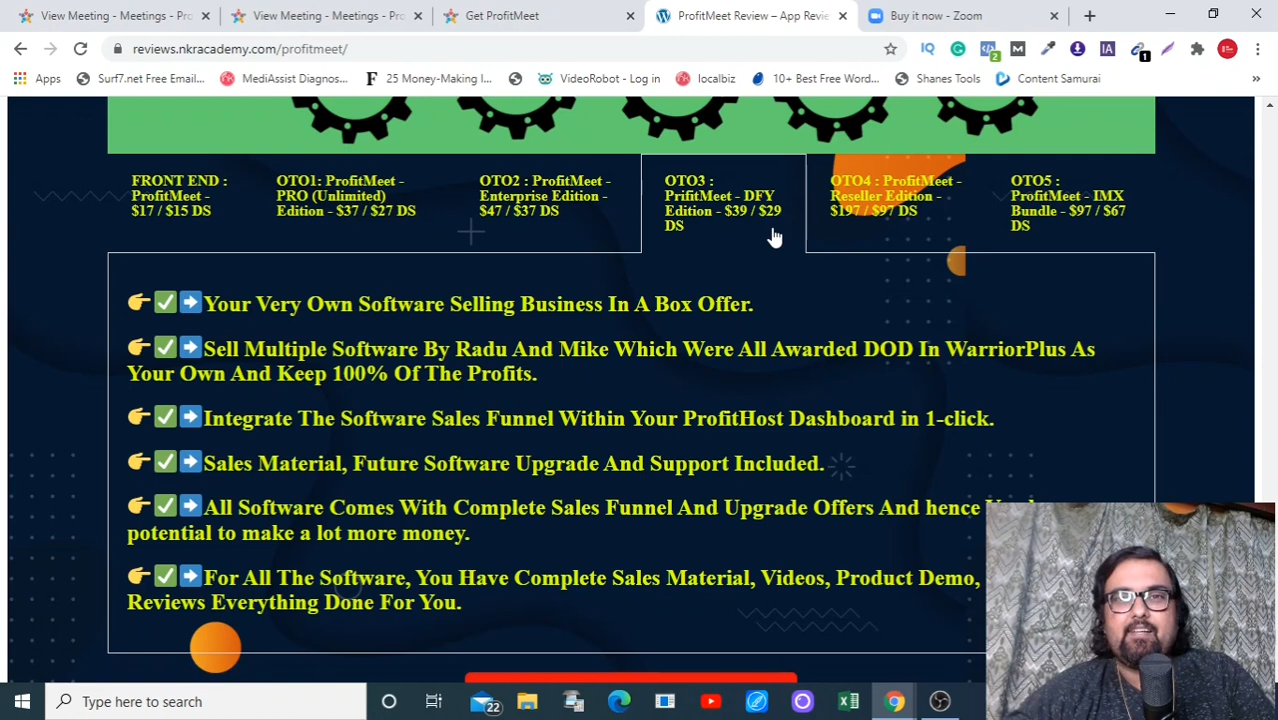 View Meeting - Meetings - Pro
View Meeting - Meetings - Pro
Get ProfitMeet
ProfitMeet Review – App Revie
Buy it now - Zoom
reviews.nkracademy.com/profitmeet/
Apps
Surf7.net Free Email...
MediAssist Diagnos...
25 Money-Making I...
VideoRobot - Log in
localbiz
10+ Best Free Word...
Shanes Tools
Content Samurai
FRONT END :
ProfitMeet -
$17 / $15 DS
OTO1: ProfitMeet -
PRO (Unlimited)
Edition - $37 / $27 DS
OTO2 : ProfitMeet -
Enterprise Edition -
$47 / $37 DS
OTO3 :
PrifitMeet - DFY
Edition - $39 / $29
DS
OTO4 : ProfitMeet -
Reseller Edition -
$197 / $97 DS
OTO5 :
ProfitMeet - IMX
Bundle - $97 / $67
DS
👉✅➡Your Very Own Software Selling Business In A Box Offer.
👉✅➡Sell Multiple Software By Radu And Mike Which Were All Awarded DOD In WarriorPlus As
Your Own And Keep 100% Of The Profits.
👉✅➡Integrate The Software Sales Funnel Within Your ProfitHost Dashboard in 1-click.
👉✅➡Sales Material, Future Software Upgrade And Support Included.
👉✅➡All Software Comes With Complete Sales Funnel And Upgrade Offers And hence
potential to make a lot more money.
👉✅➡For All The Software, You Have Complete Sales Material, Videos, Product Demo,
Reviews Everything Done For You.
Type here to search
22